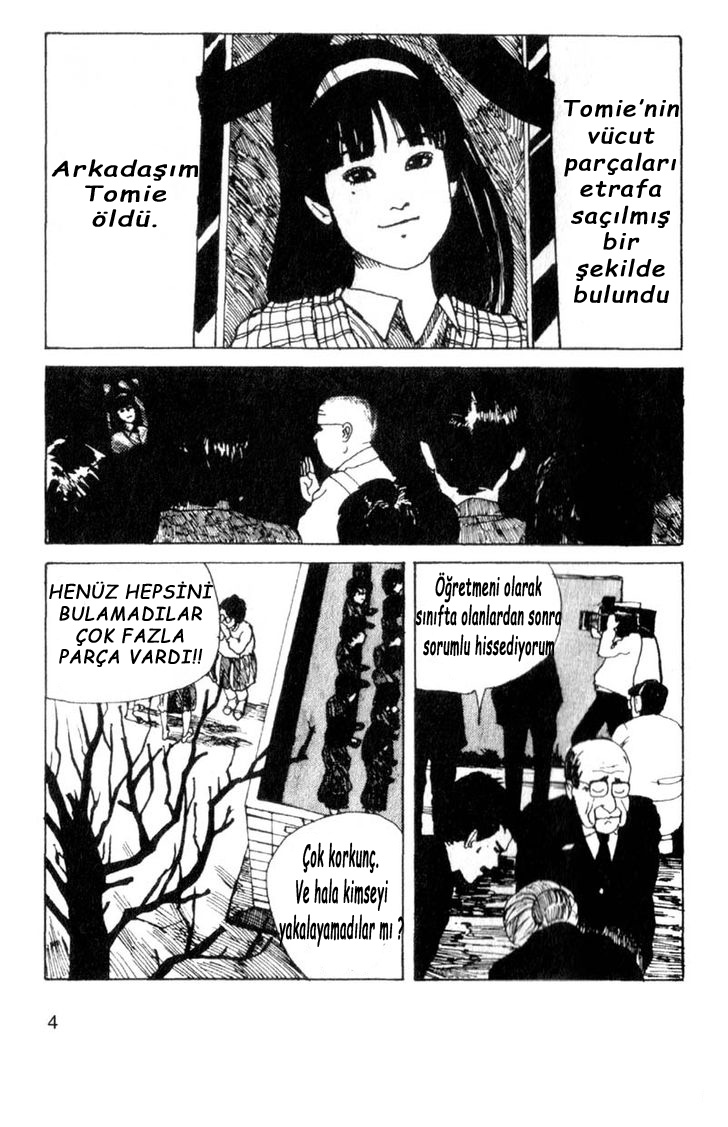 Arkadaşım
Tomie
öldü.
Tomie'nin
vücut
parçaları
etrafa
saçılmış
bir
şekilde
bulundu
HENÜZ HEPSİNİ
BULAMADILAR
ÇOK FAZLA
PARÇA VARDI!!
Çok korkunç.
Ve hala kimseyi
yakalayamadılar mı ?
Öğretmeni olarak
sınıfta olanlardan sonra
sorumlu hissediyorum
4